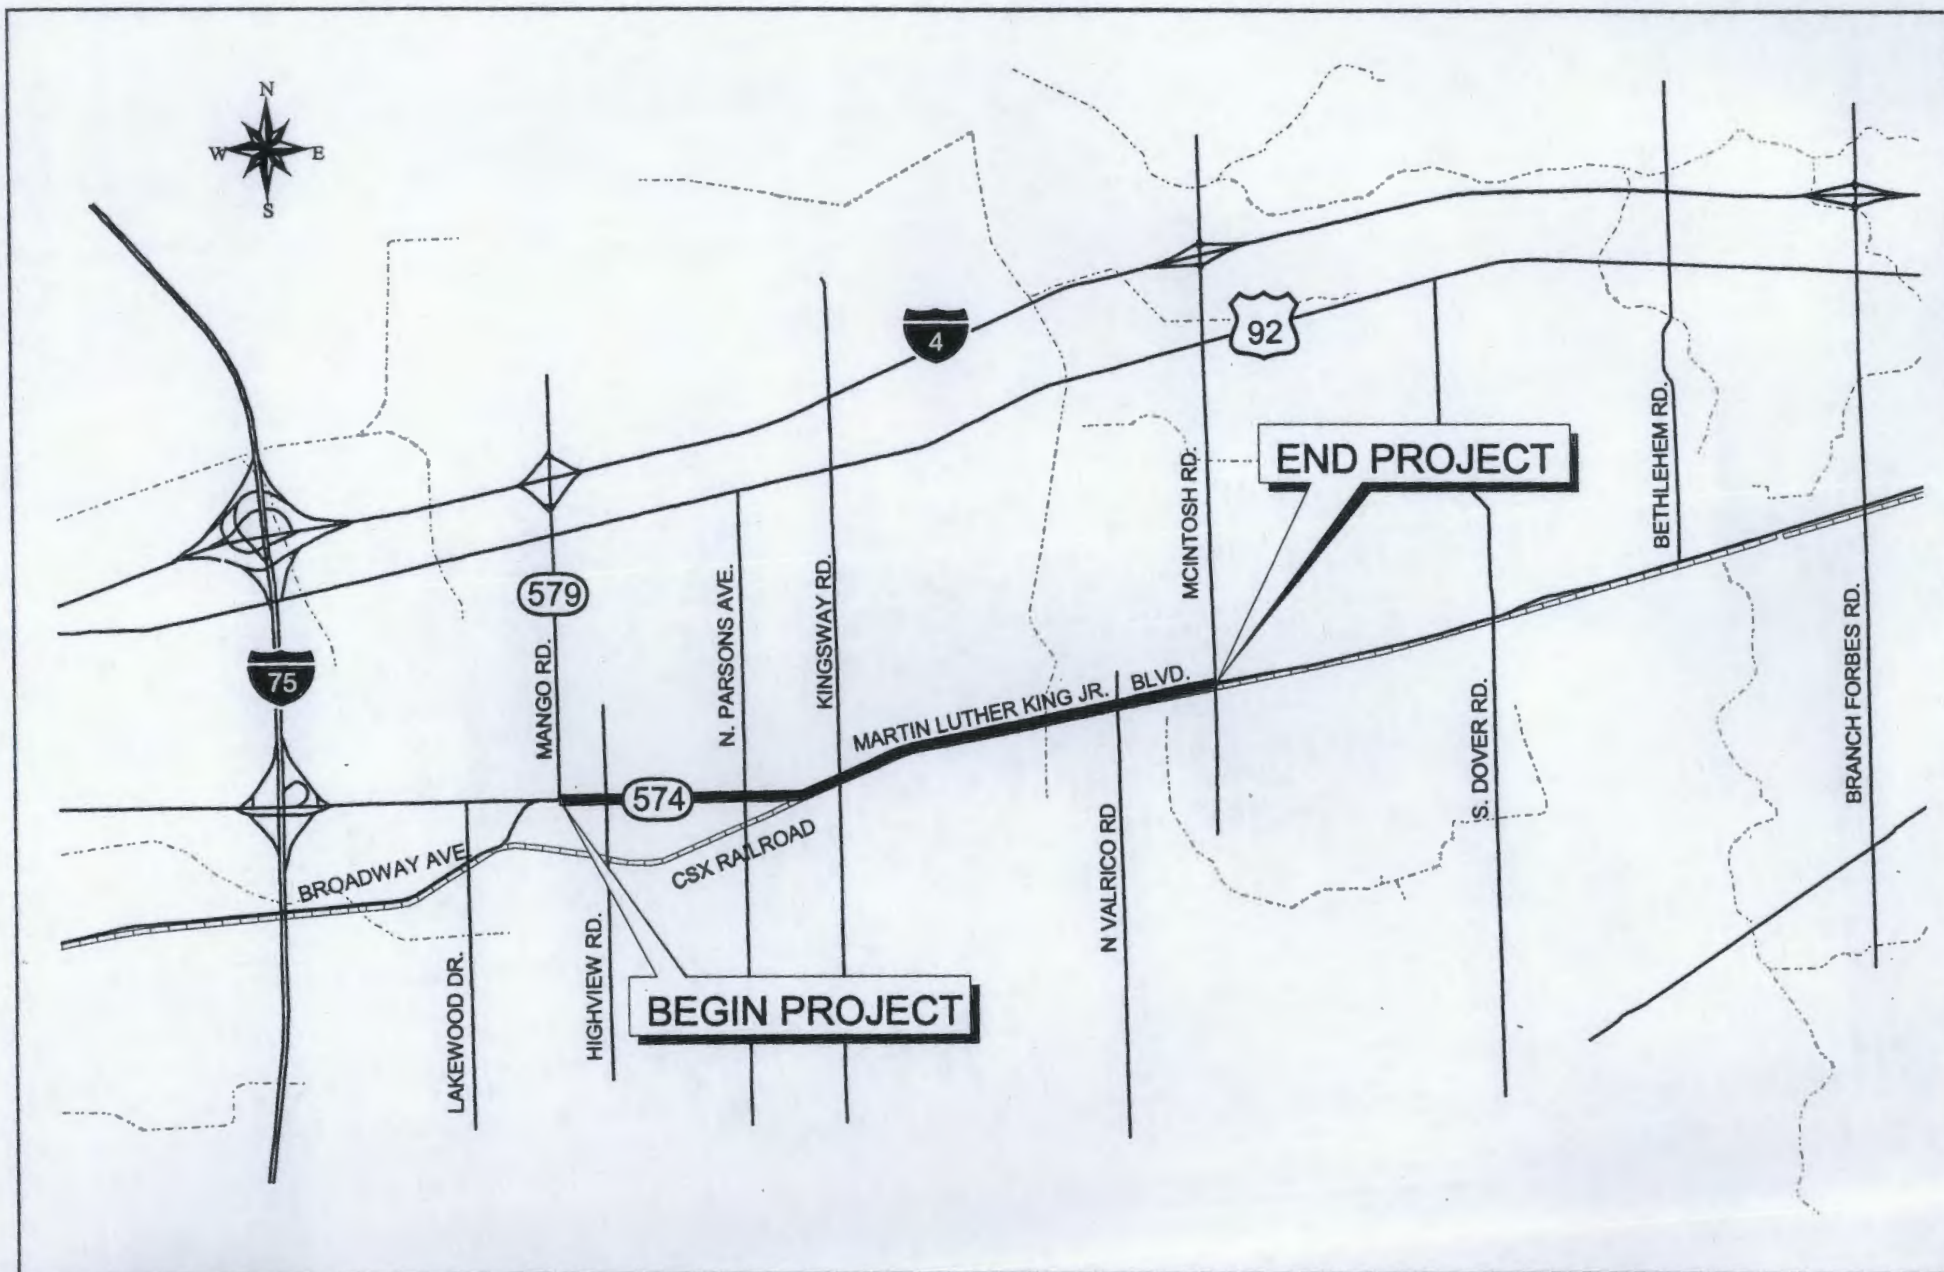 N
W E
S
4
92
END PROJECT
BETHLEHEM RD.
MCINTOSH RD.
579
N. PARSONS AVE.
KINGSWAY RD.
BRANCH FORBES RD.
75
MANGO RD.
MARTIN LUTHER KING JR. BLVD.
S. DOVER RD.
574
CSX RAILROAD
BROADWAY AVE
N VALRICO RD
HIGHVIEW RD.
LAKEWOOD DR.
BEGIN PROJECT